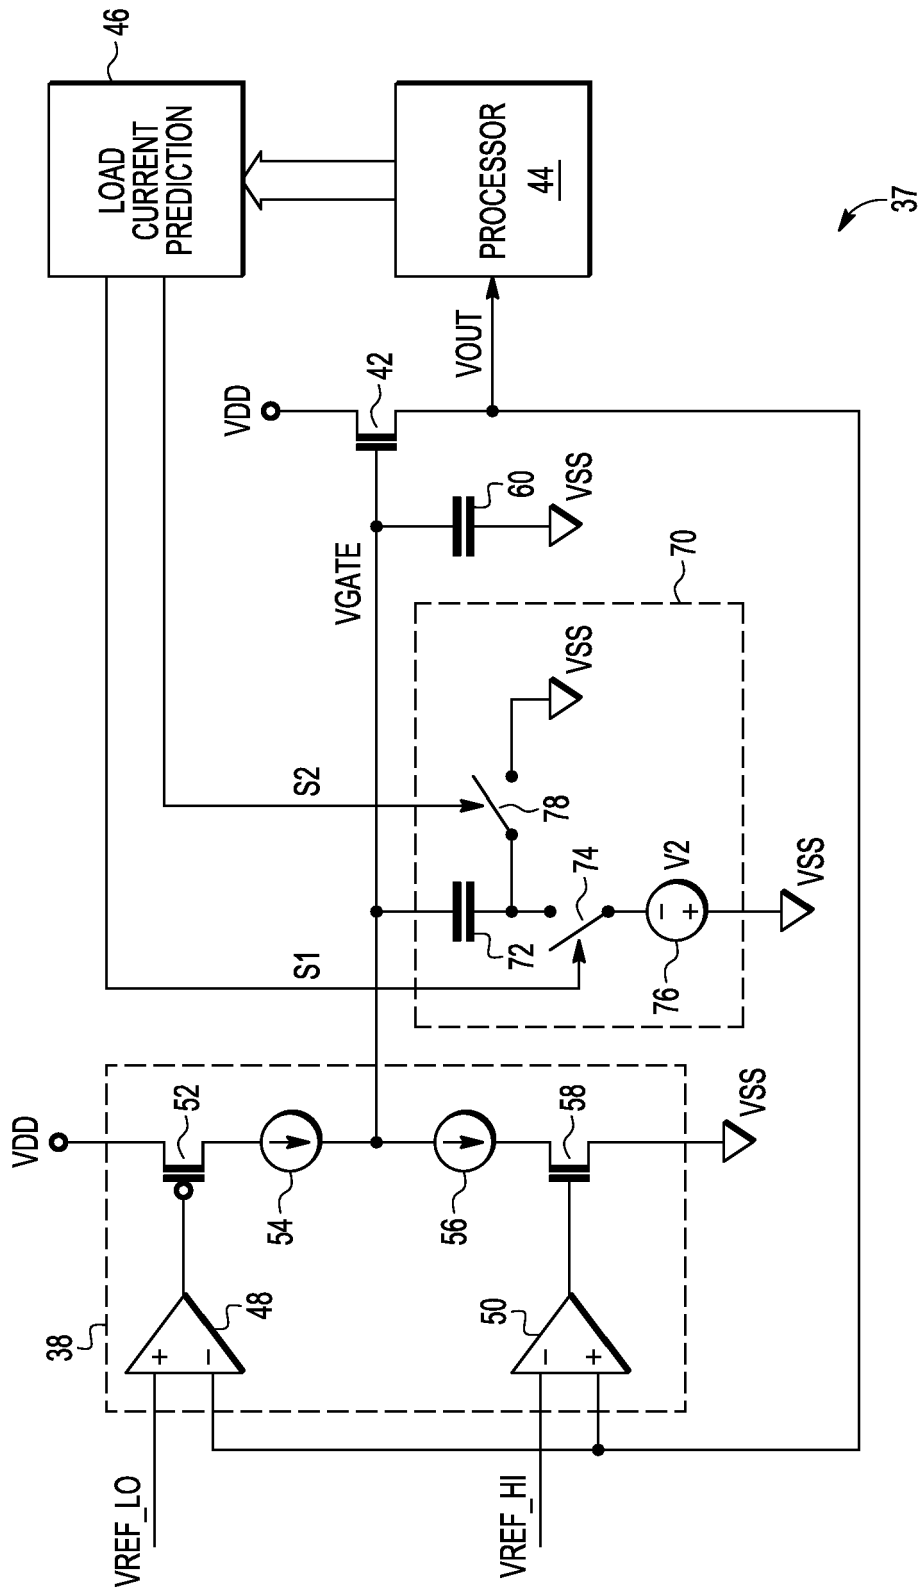 VREF_LO
VREF_HI
38
+
−
48
−
+
50
VDD
52
54
56
58
VSS
S1
72
74
−
+
V2
76
VSS
S2
78
VSS
70
VGATE
60
VSS
VDD
42
VOUT
LOAD
CURRENT
PREDICTION
46
PROCESSOR
44
37